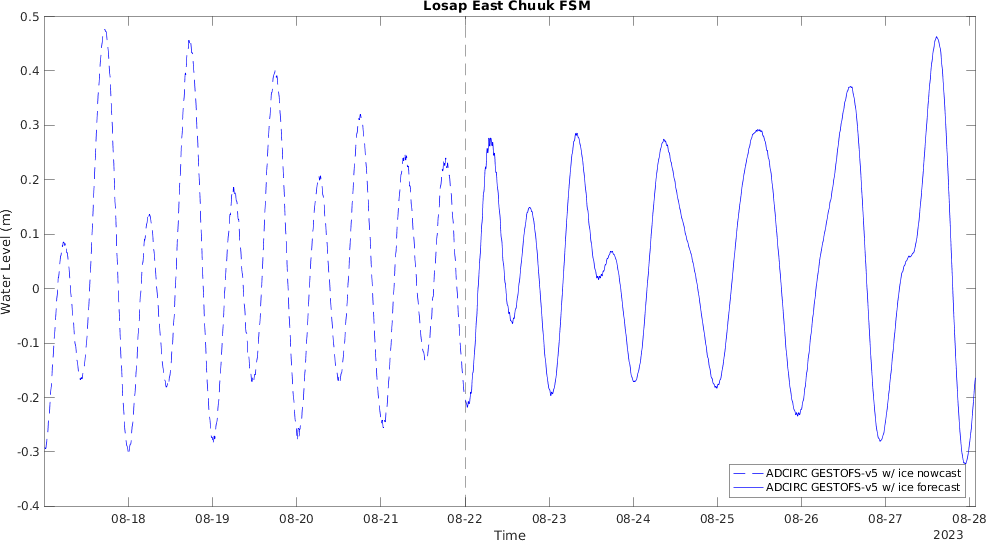 Losap East Chuuk FSM
0.5
0.4
0.3
0.2
0.1
0
-0.1
-0.2
-0.3
-0.4
Water Level (m)
ADCIRC GESTOFS-v5 w/ ice nowcast
ADCIRC GESTOFS-v5 w/ ice forecast
08-18 08-19 08-20 08-21 08-22 08-23 08-24 08-25 08-26 08-27 08-28
Time
2023